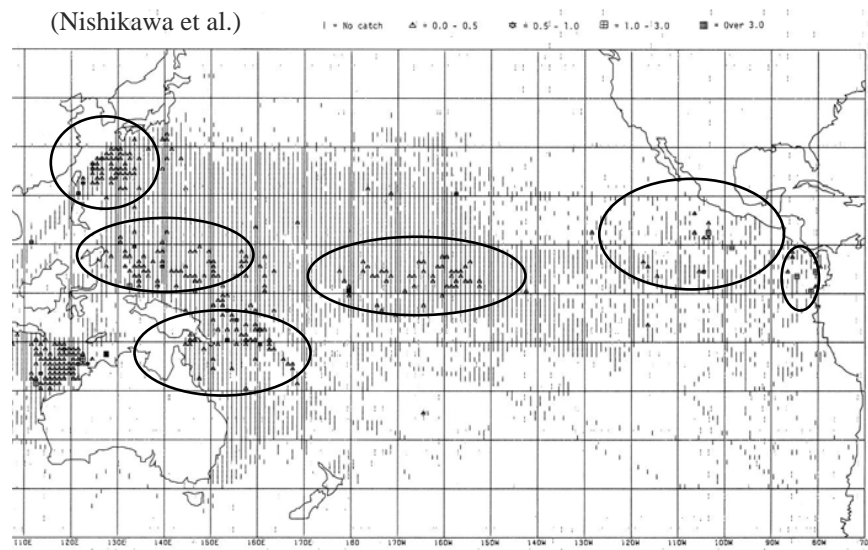 (Nishikawa et al.)
I = No catch △ = 0.0 - 0.5 ✡ = 0.5 - 1.0 ⊞ = 1.0 - 3.0 ▦ = Over 3.0
110E 120E 130E 140E 150E 160E 170E 180 170W 160W 150W 140W 130W 120W 110W 100W 90W 80W 70